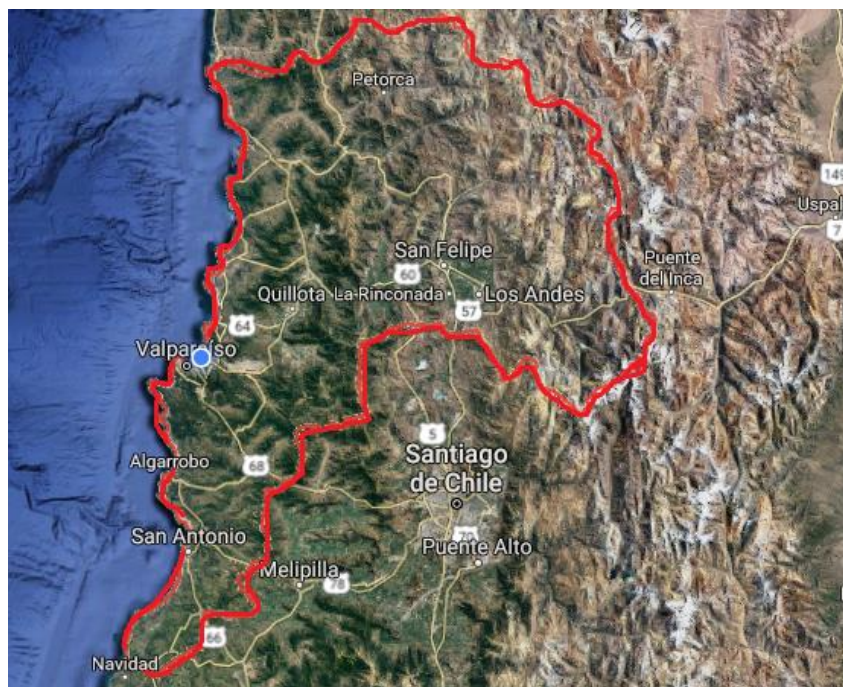 Petorca
149
Uspal
7
San Felipe
Puente
del Inca
60
Quillota
La Rinconada
Los Andes
57
64
Valparaíso
5
Algarrobo
68
Santiago
de Chile
San Antonio
70
Puente Alto
Melipilla
78
66
Navidad